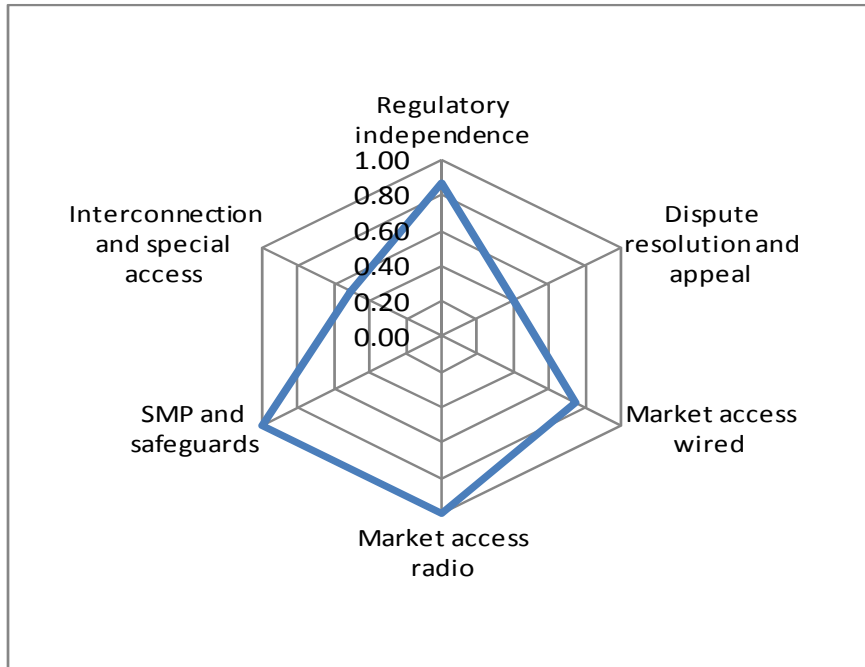 Regulatory
independence
1.00
0.80
0.60
0.40
0.20
0.00
Interconnection
and special
access
Dispute
resolution and
appeal
SMP and
safeguards
Market access
wired
Market access
radio